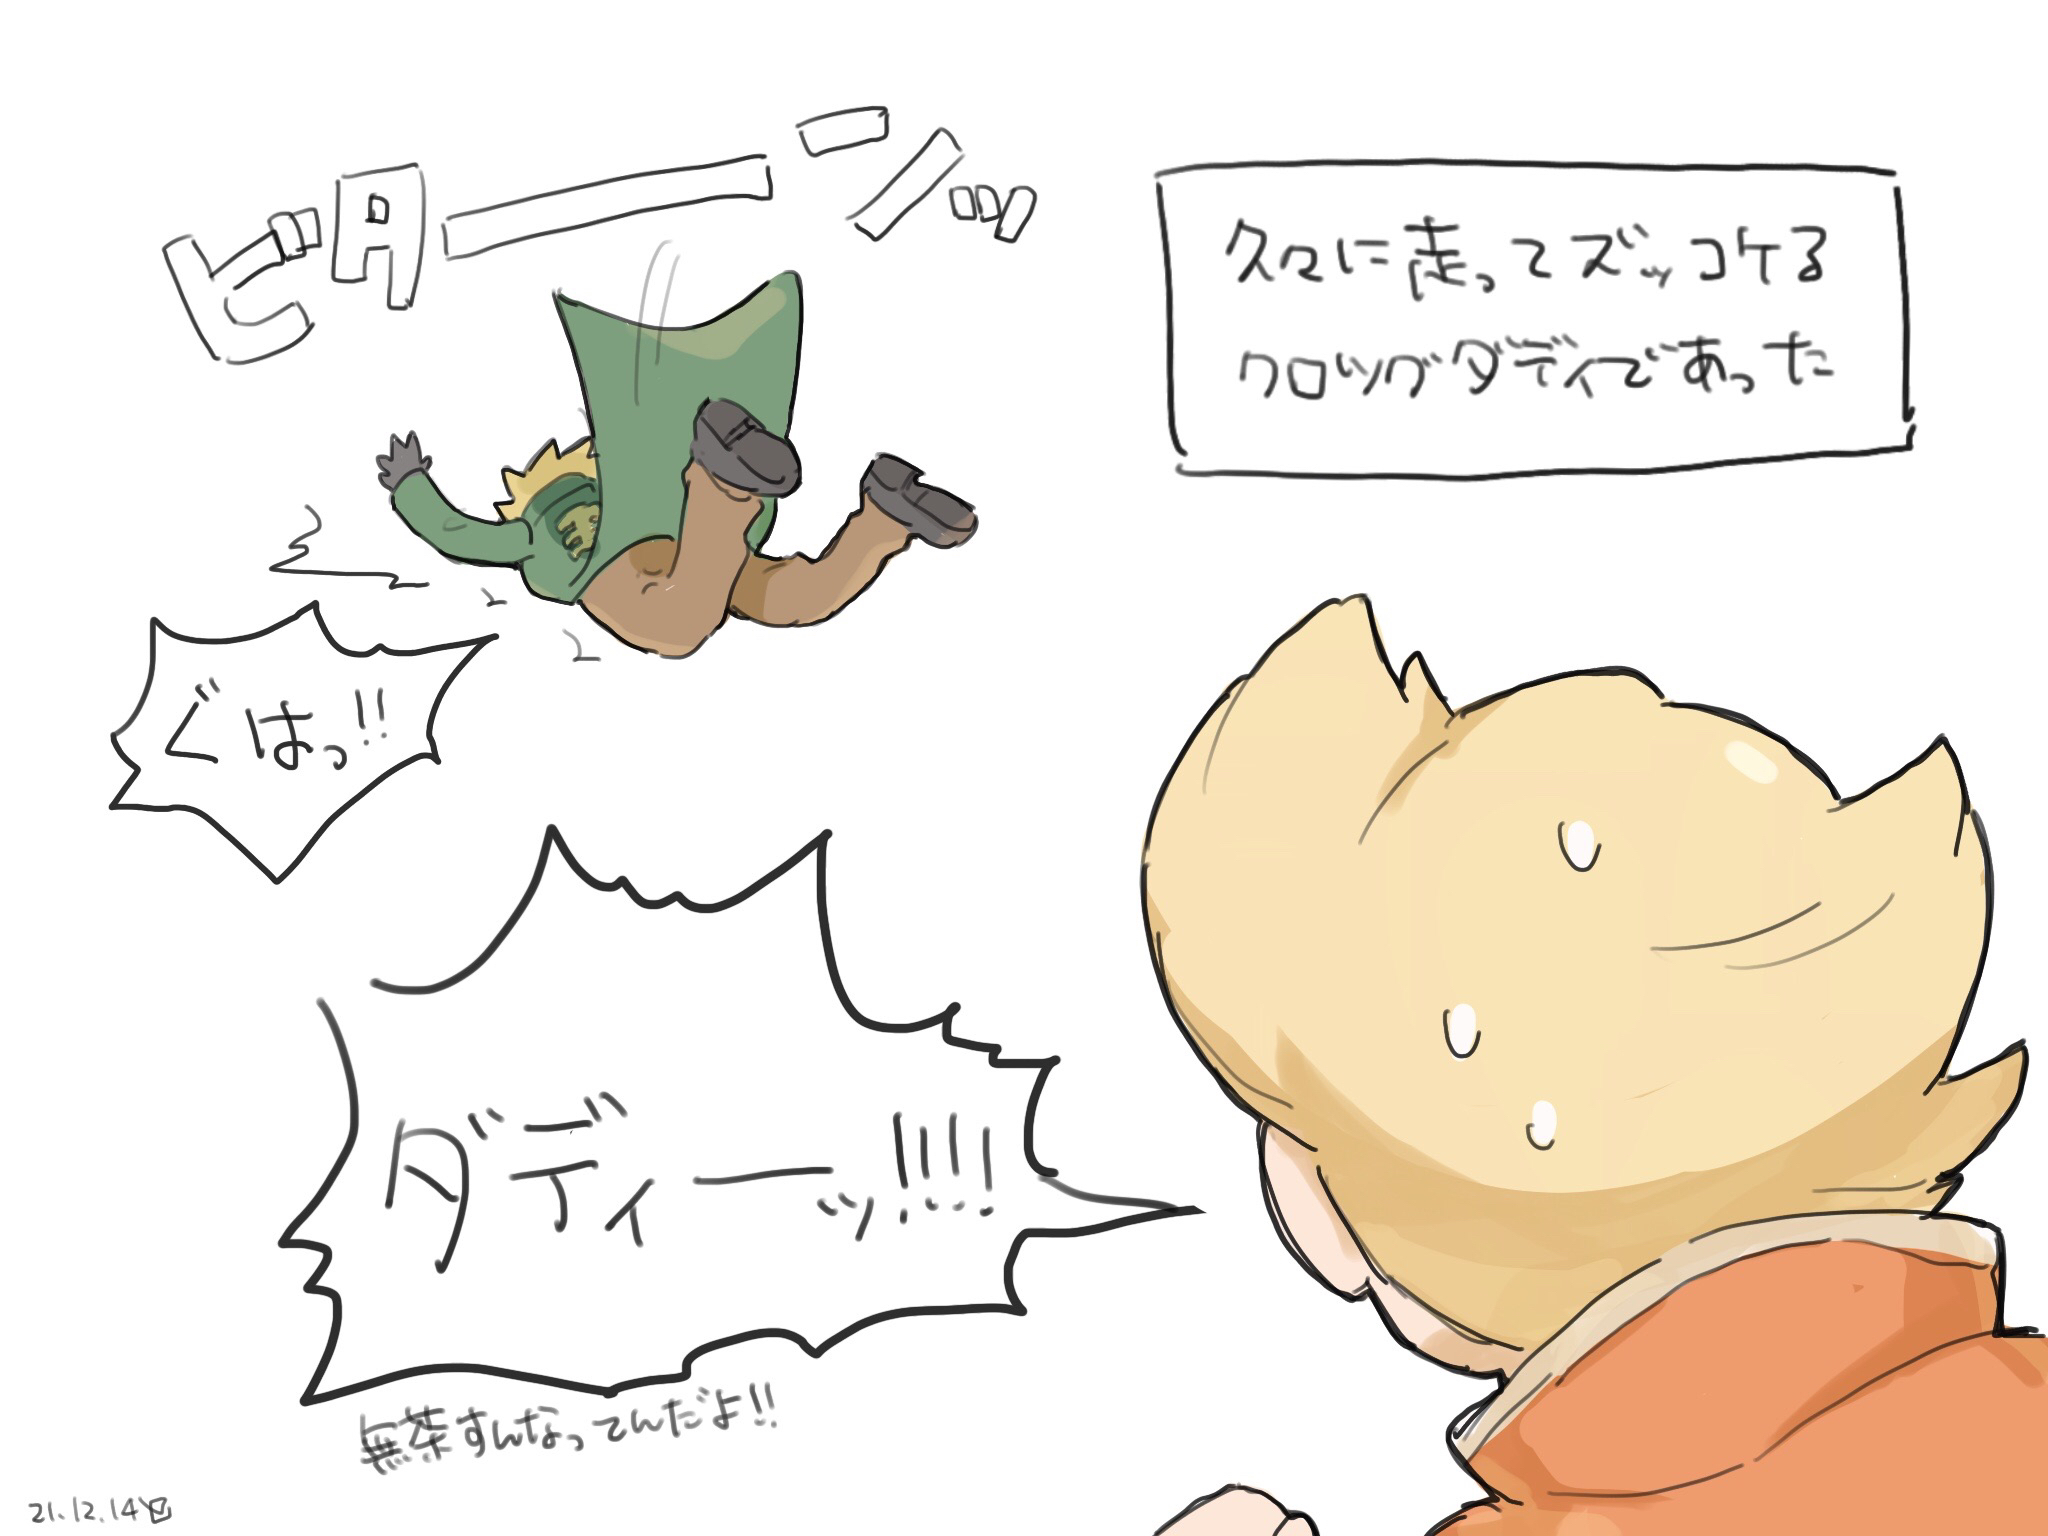 ビターンッ
久々に走ってズッコケる
クロッグダディであった
ぐはっ!!
ダディーッ!!!!
無茶すんなってんだよ!!
21.12.14